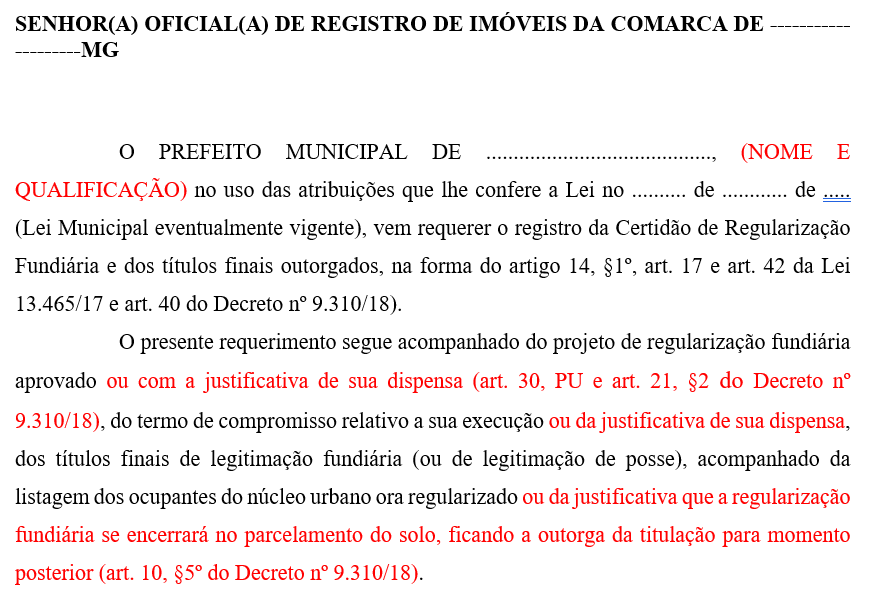 SENHOR(A) OFICIAL(A) DE REGISTRO DE IMÓVEIS DA COMARCA DE -----------
---------MG
O PREFEITO MUNICIPAL DE ........................................., (NOME E
QUALIFICAÇÃO) no uso das atribuições que lhe confere a Lei no .......... de ............ de .....
(Lei Municipal eventualmente vigente), vem requerer o registro da Certidão de Regularização
Fundiária e dos títulos finais outorgados, na forma do artigo 14, §1º, art. 17 e art. 42 da Lei
13.465/17 e art. 40 do Decreto nº 9.310/18).
O presente requerimento segue acompanhado do projeto de regularização fundiária
aprovado ou com a justificativa de sua dispensa (art. 30, PU e art. 21, §2 do Decreto nº
9.310/18), do termo de compromisso relativo a sua execução ou da justificativa de sua dispensa,
dos títulos finais de legitimação fundiária (ou de legitimação de posse), acompanhado da
listagem dos ocupantes do núcleo urbano ora regularizado ou da justificativa que a regularização
fundiária se encerrará no parcelamento do solo, ficando a outorga da titulação para momento
posterior (art. 10, §5º do Decreto nº 9.310/18).